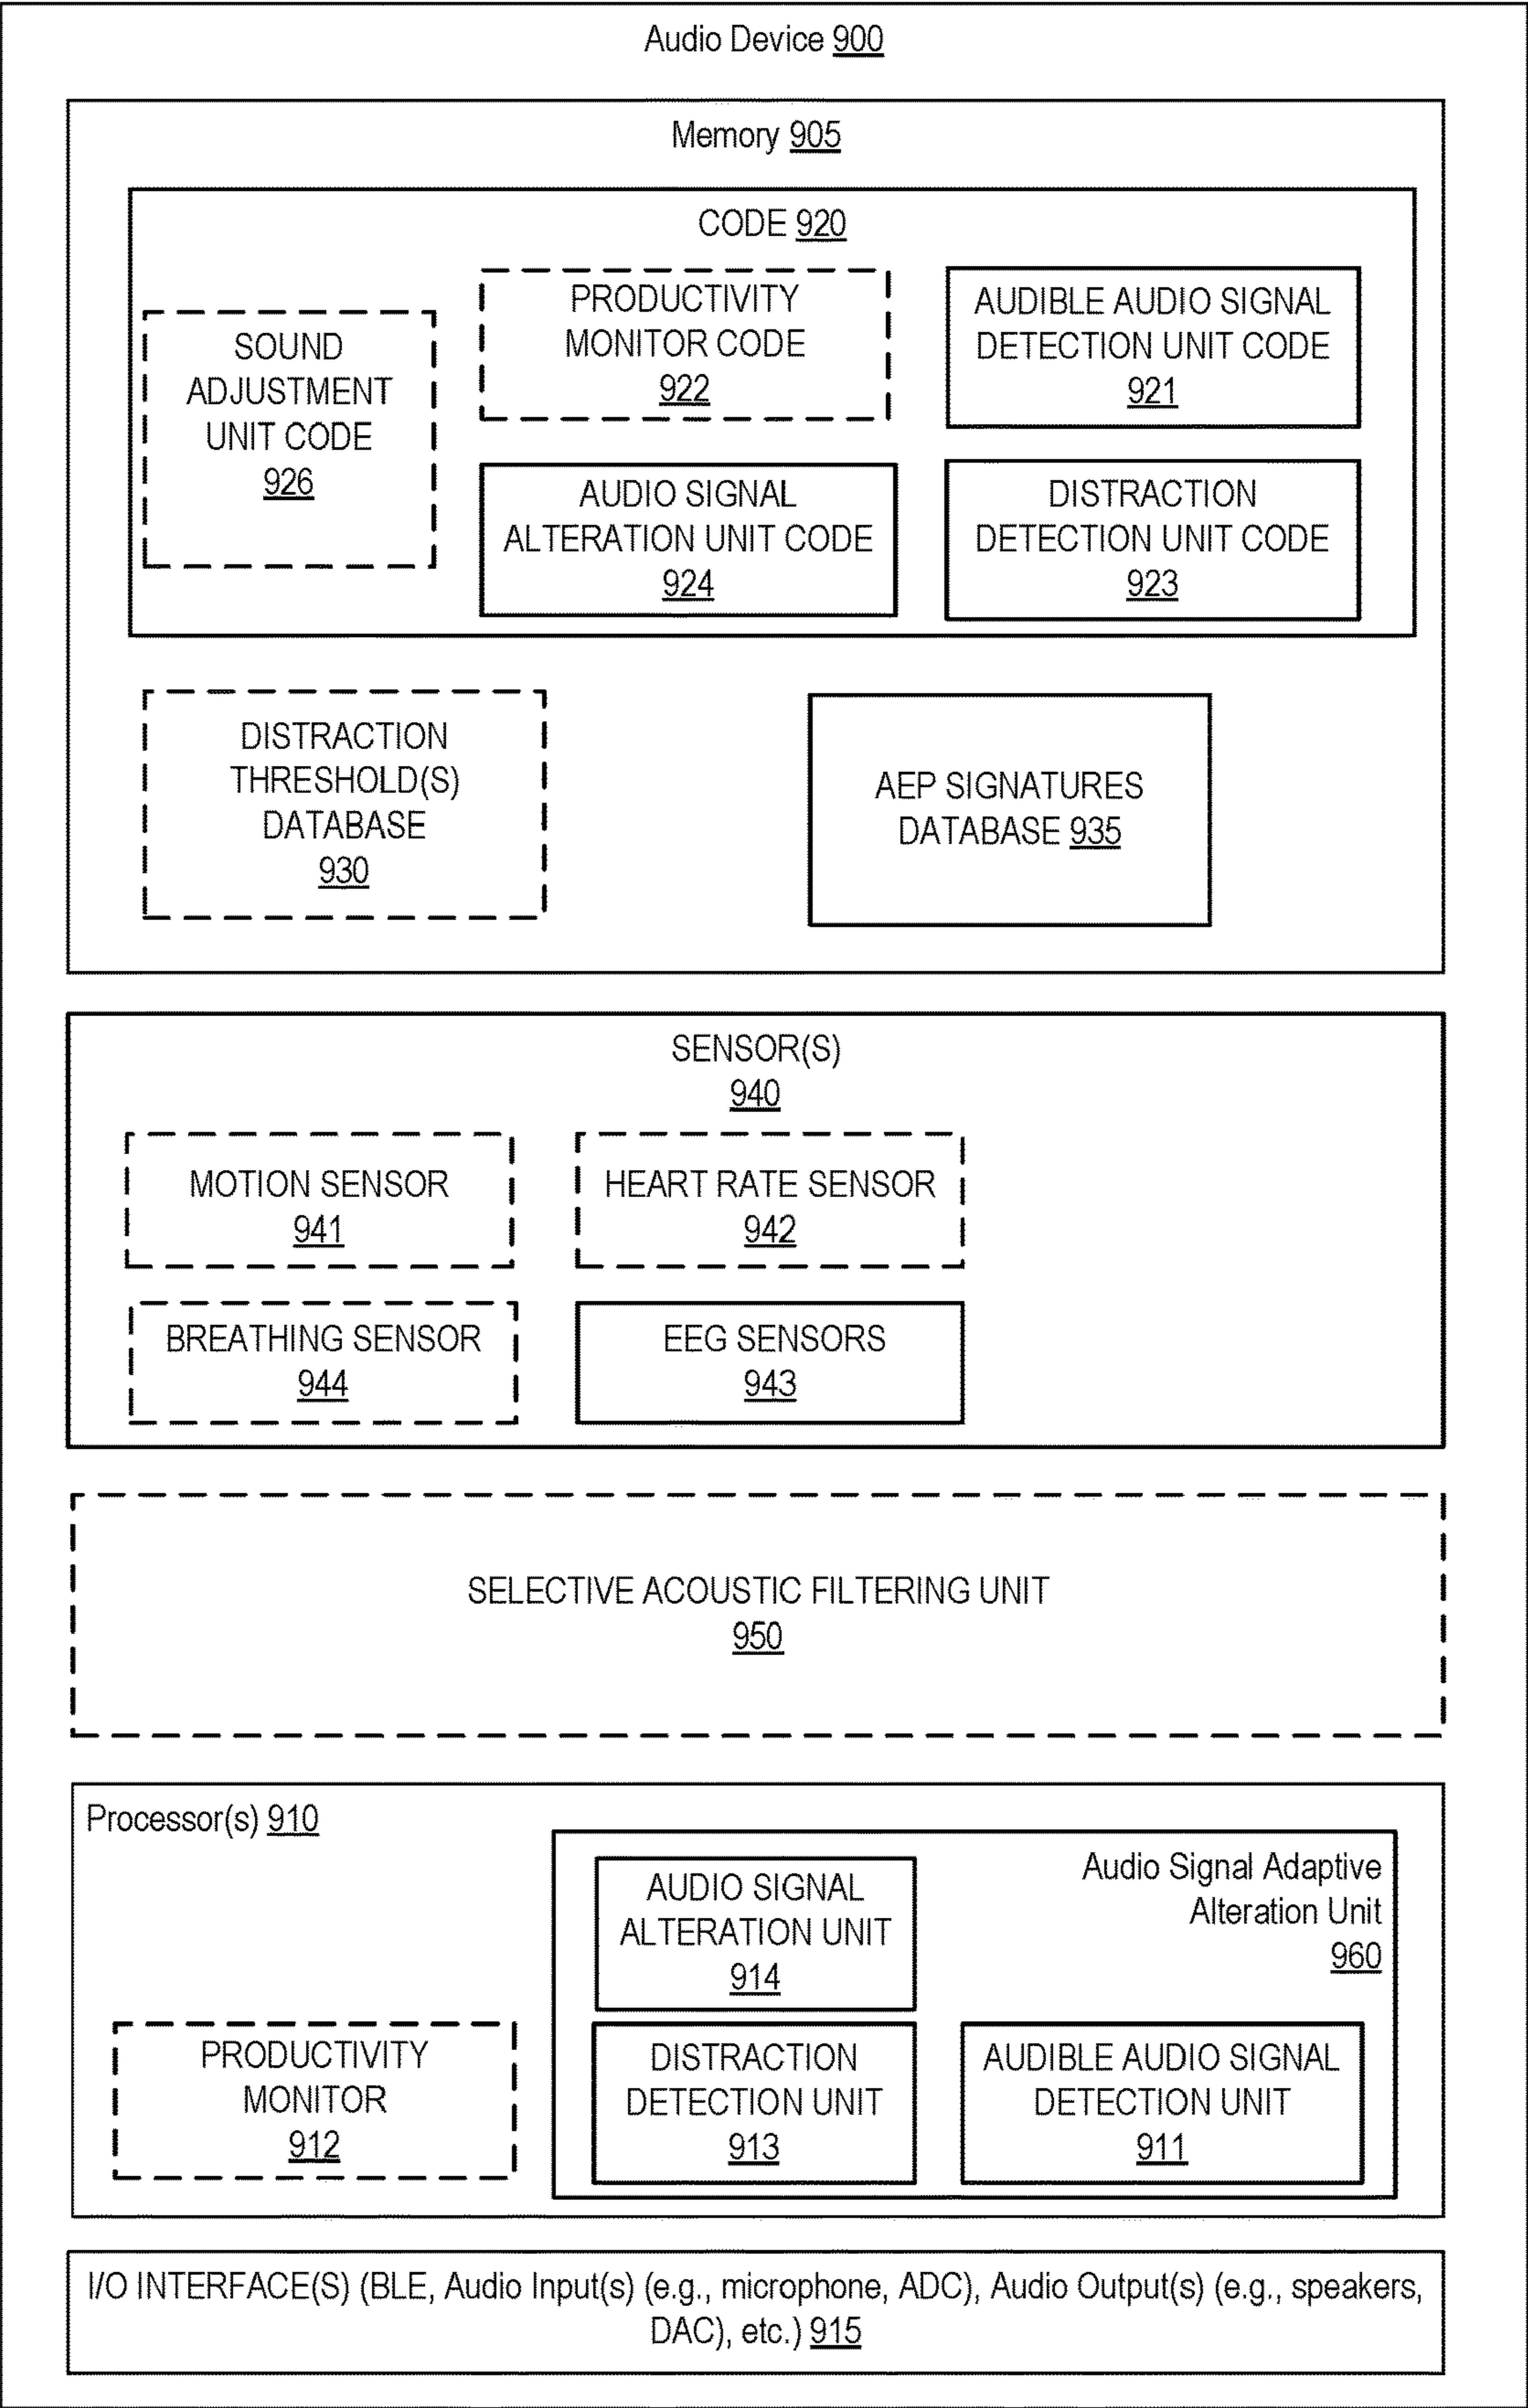 Audio Device 900
Memory 905
CODE 920
SOUND
ADJUSTMENT
UNIT CODE
926
PRODUCTIVITY
MONITOR CODE
922
AUDIBLE AUDIO SIGNAL
DETECTION UNIT CODE
921
AUDIO SIGNAL
ALTERATION UNIT CODE
924
DISTRACTION
DETECTION UNIT CODE
923
DISTRACTION
THRESHOLD(S)
DATABASE
930
AEP SIGNATURES
DATABASE 935
SENSOR(S)
940
MOTION SENSOR
941
HEART RATE SENSOR
942
BREATHING SENSOR
944
EEG SENSORS
943
SELECTIVE ACOUSTIC FILTERING UNIT
950
Processor(s) 910
Audio Signal Adaptive
Alteration Unit
960
AUDIO SIGNAL
ALTERATION UNIT
914
PRODUCTIVITY
MONITOR
912
DISTRACTION
DETECTION UNIT
913
AUDIBLE AUDIO SIGNAL
DETECTION UNIT
911
I/O INTERFACE(S) (BLE, Audio Input(s) (e.g., microphone, ADC), Audio Output(s) (e.g., speakers,
DAC), etc.) 915